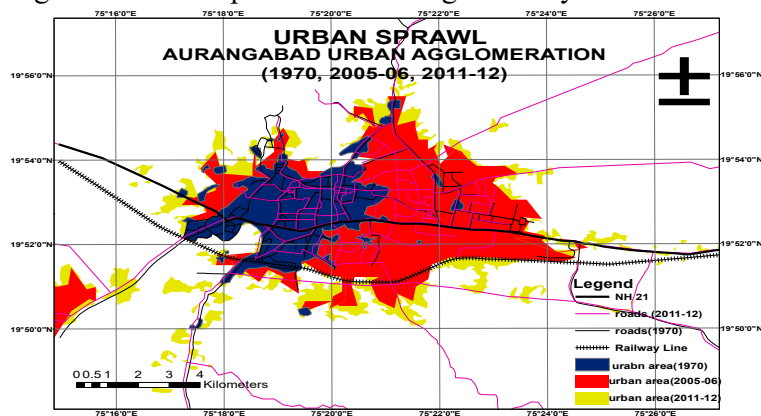 75°16'0"E 75°18'0"E 75°20'0"E 75°22'0"E 75°24'0"E 75°26'0"E
URBAN SPRAWL
AURANGABAD URBAN AGGLOMERATION
(1970, 2005-06, 2011-12)
19°56'0"N 19°56'0"N
19°54'0"N 19°54'0"N
19°52'0"N 19°52'0"N
19°50'0"N 19°50'0"N
Legend
NH 21
roads (2011-12)
roads(1970)
Railway Line
urabn area(1970)
urban area(2005-06)
urban area(2011-12)
0 0.5 1 2 3 4
Kilometers
75°16'0"E 75°18'0"E 75°20'0"E 75°22'0"E 75°24'0"E 75°26'0"E